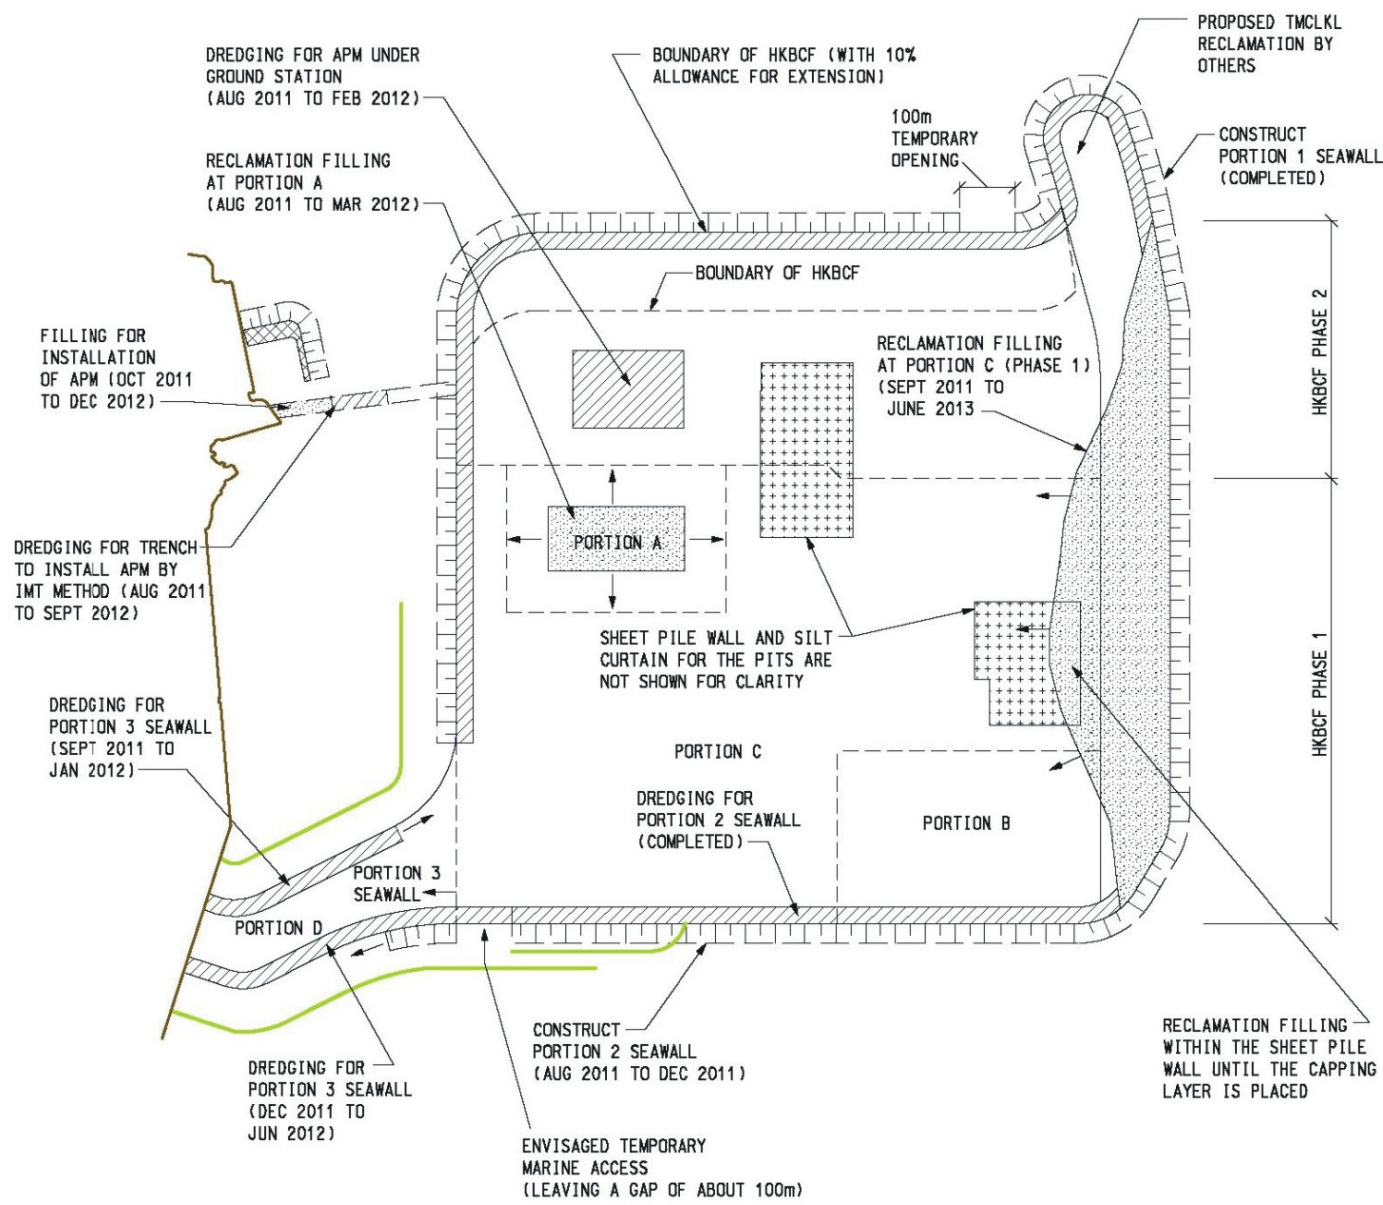 PROPOSED TMCLKL
RECLAMATION BY
OTHERS
DREDGING FOR APM UNDER
GROUND STATION
(AUG 2011 TO FEB 2012)
BOUNDARY OF HKBCF (WITH 10%
ALLOWANCE FOR EXTENSION)
100m
TEMPORARY
OPENING
CONSTRUCT
PORTION 1 SEAWALL
(COMPLETED)
RECLAMATION FILLING
AT PORTION A
(AUG 2011 TO MAR 2012)
BOUNDARY OF HKBCF
HKBCF PHASE 2
FILLING FOR
INSTALLATION
OF APM (OCT 2011
TO DEC 2012)
RECLAMATION FILLING
AT PORTION C (PHASE 1)
(SEPT 2011 TO
JUNE 2013
PORTION A
DREDGING FOR TRENCH
TO INSTALL APM BY
IMT METHOD (AUG 2011
TO SEPT 2012)
SHEET PILE WALL AND SILT
CURTAIN FOR THE PITS ARE
NOT SHOWN FOR CLARITY
HKBCF PHASE 1
DREDGING FOR
PORTION 3 SEAWALL
(SEPT 2011 TO
JAN 2012)
PORTION C
DREDGING FOR
PORTION 2 SEAWALL
(COMPLETED)
PORTION B
PORTION 3
SEAWALL
PORTION D
CONSTRUCT
PORTION 2 SEAWALL
(AUG 2011 TO DEC 2011)
RECLAMATION FILLING
WITHIN THE SHEET PILE
WALL UNTIL THE CAPPING
LAYER IS PLACED
DREDGING FOR
PORTION 3 SEAWALL
(DEC 2011 TO
JUN 2012)
ENVISAGED TEMPORARY
MARINE ACCESS
(LEAVING A GAP OF ABOUT 100m)